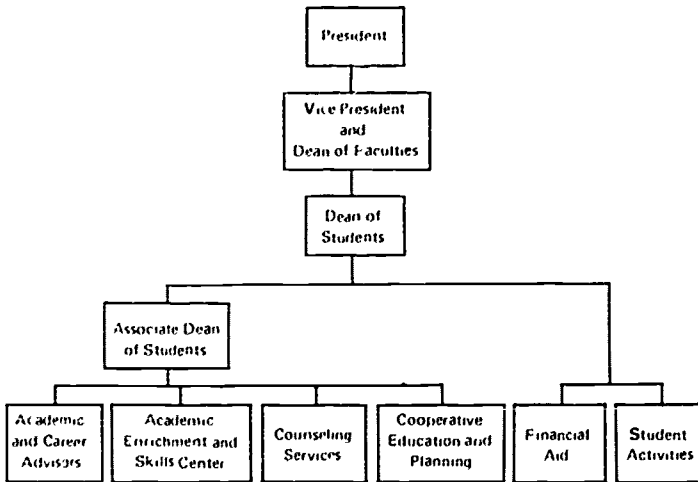 President
Vice President
and
Dean of Faculties
Dean of
Students
Associate Dean
of Students
Academic
and Career
Advisors
Academic
Enrichment and
Skills Center
Counseling
Services
Cooperative
Education and
Planning
Financial
Aid
Student
Activities